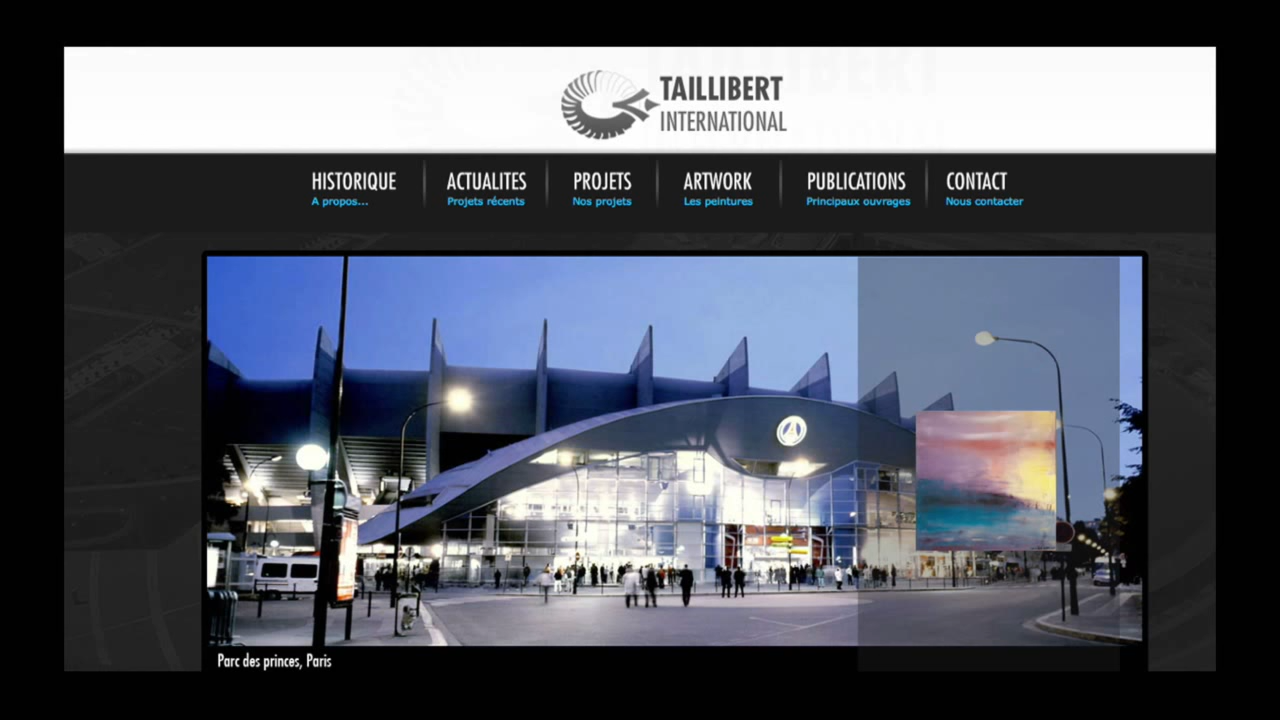 TAILLIBERT
INTERNATIONAL
HISTORIQUE
A propos...
ACTUALITES
Projets récents
PROJETS
Nos projets
ARTWORK
Les peintures
PUBLICATIONS
Principaux ouvrages
CONTACT
Nous contacter
Parc des princes, Paris